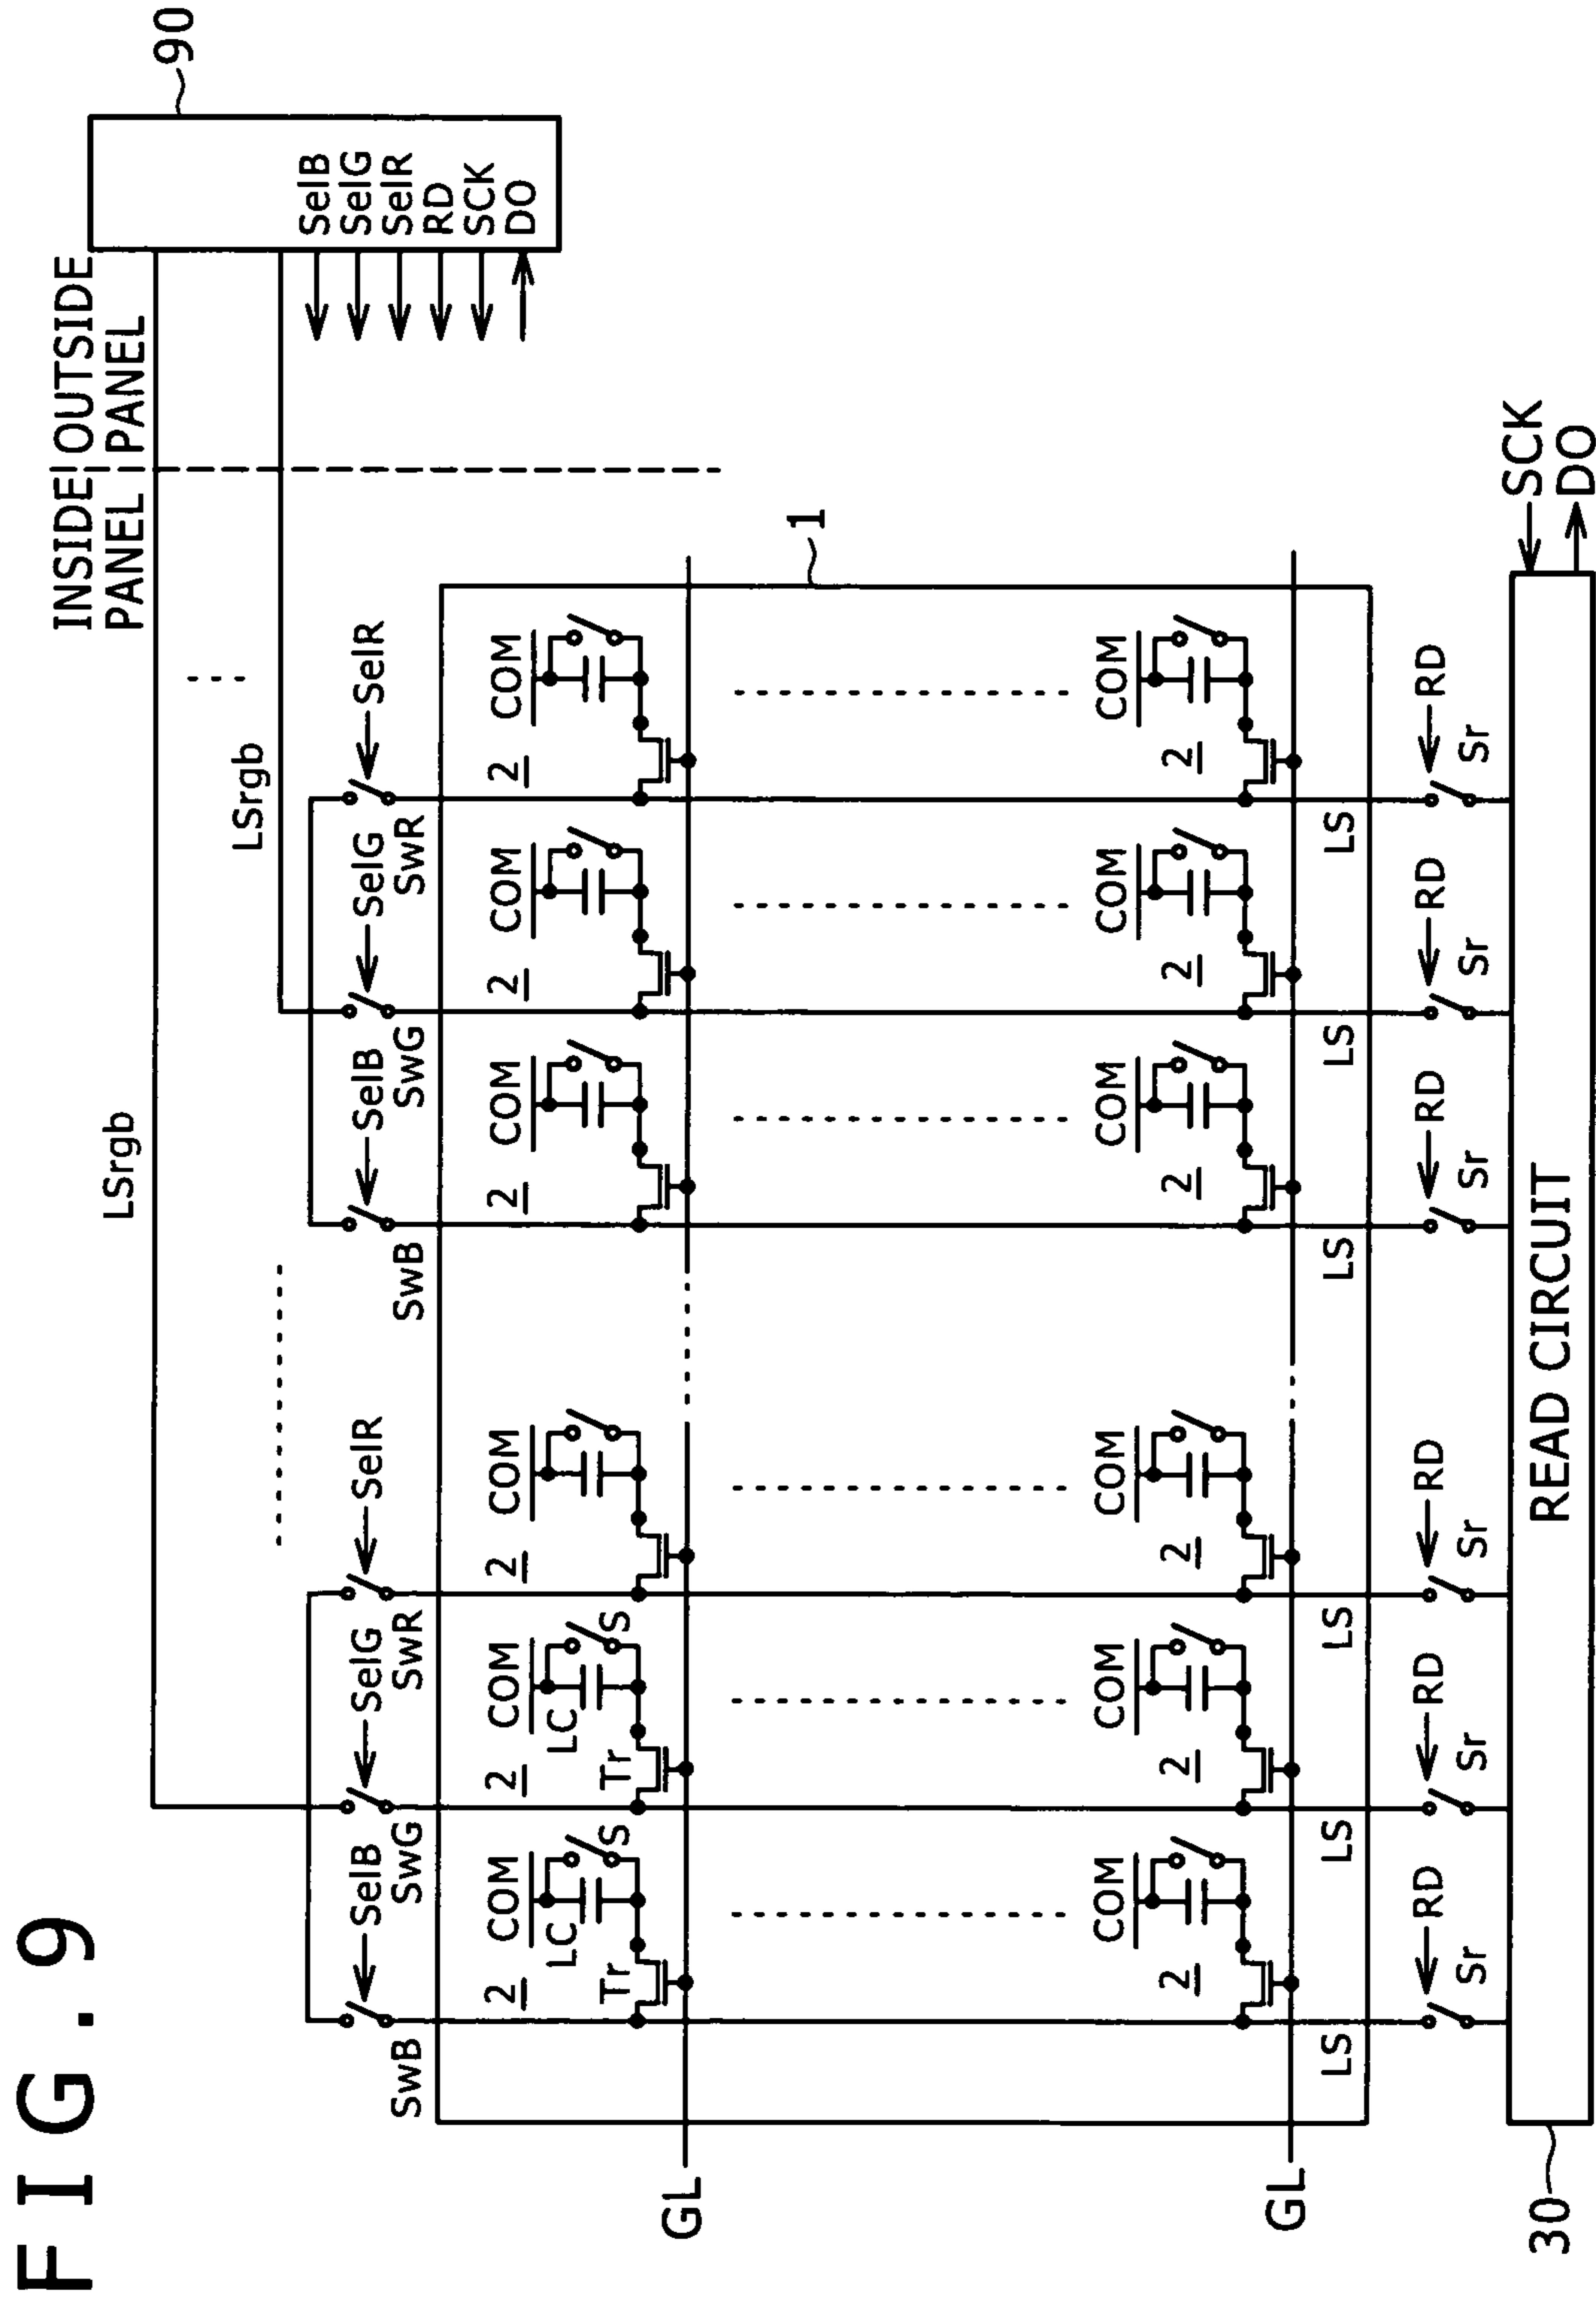 FIG. 9
INSIDE OUTSIDE
PANEL PANEL
90
LSrgb
LSrgb
SelB
SelG
SelR
RD
SCK
DO
SelB
SelG
SelR
SelB
SelG
SelR
SwB
SwG
SwR
SwB
SwG
SwR
1
COM
COM
COM
COM
COM
COM
2
LC
S
2
LC
S
2
2
2
2
Tr
Tr
GL
COM
COM
COM
COM
COM
COM
2
2
2
2
2
2
GL
LS
LS
LS
LS
LS
LS
RD
RD
RD
RD
RD
RD
Sr
Sr
Sr
Sr
Sr
Sr
SCK
DO
30
READ CIRCUIT